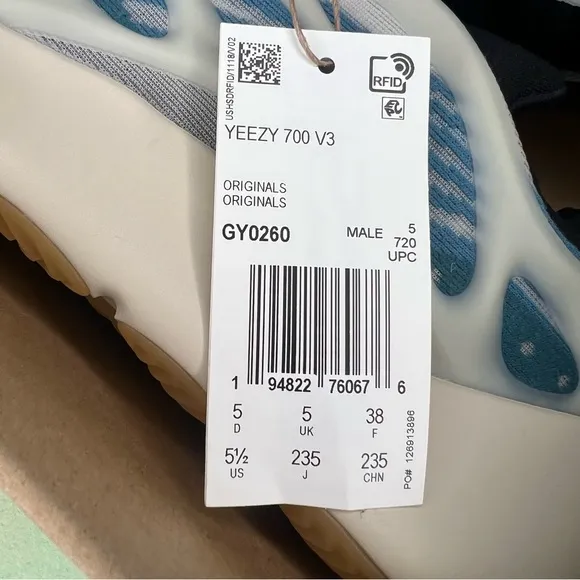 USHSDRFID/1118/V02
RFID
YEEZY 700 V3
ORIGINALS
ORIGINALS
GY0260 MALE 5
720
UPC
1 94822 76067 6
5 5 38
D UK F
5½ 235 235
US J CHN
PO# 126913896